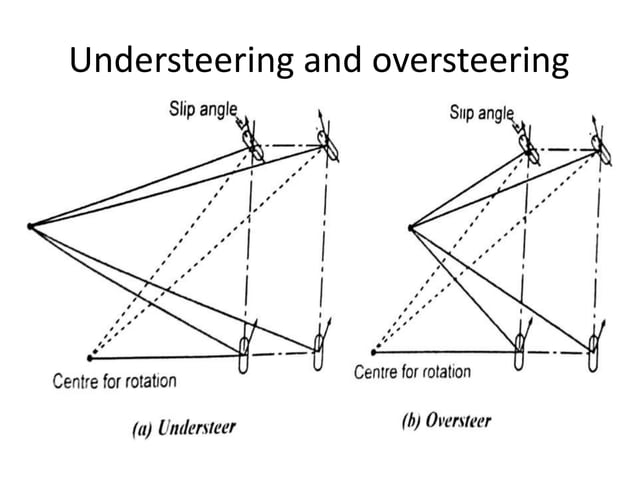 Understeering and oversteering
Slip angle
Slip angle
Centre for rotation
Centre for rotation
(a) Understeer
(b) Oversteer